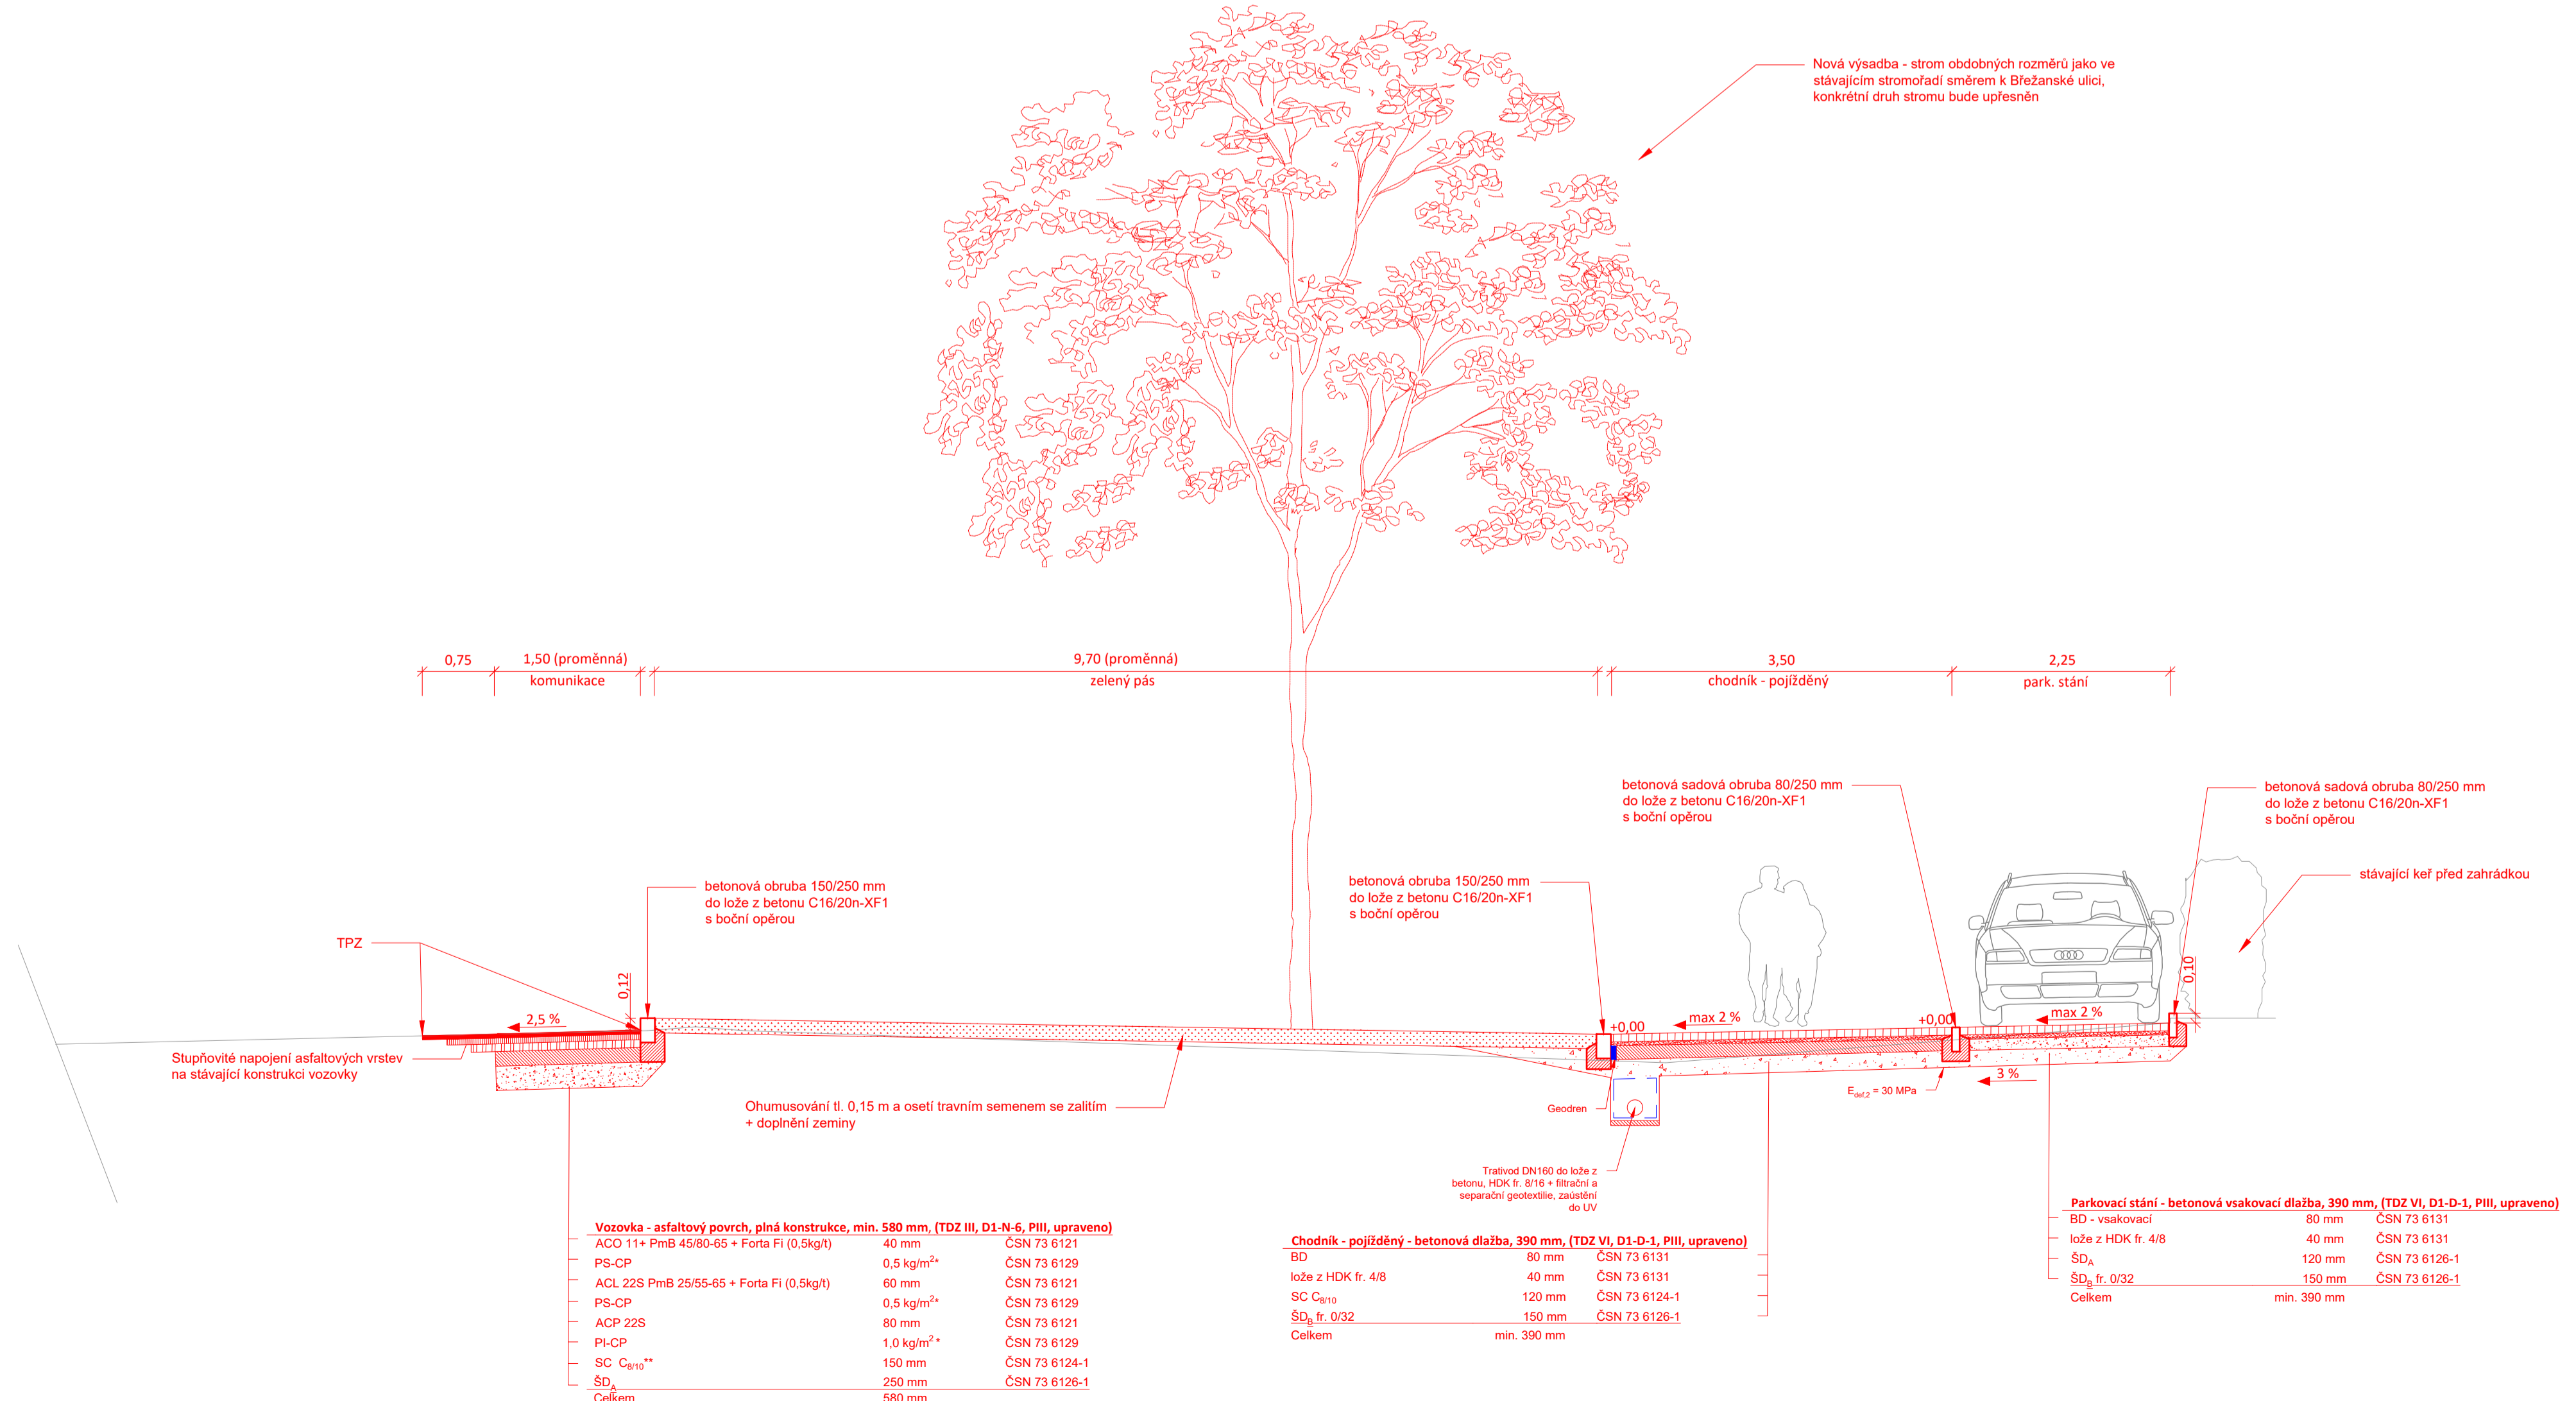 Nová výsadba - strom obdobných rozměrů jako ve
stávajícím stromořadí směrem k Břežanské ulici,
konkrétní druh stromu bude upřesněn
0,75
1,50 (proměnná)
komunikace
9,70 (proměnná)
zelený pás
3,50
chodník - pojížděný
2,25
park. stání
betonová sadová obruba 80/250 mm
do lože z betonu C16/20n-XF1
s boční opěrou
betonová sadová obruba 80/250 mm
do lože z betonu C16/20n-XF1
s boční opěrou
betonová obruba 150/250 mm
do lože z betonu C16/20n-XF1
s boční opěrou
betonová obruba 150/250 mm
do lože z betonu C16/20n-XF1
s boční opěrou
stávající keř před zahrádkou
TPZ
0,12
0,10
2,5 %
+0,00
max 2 %
+0,00
max 2 %
Stupňovité napojení asfaltových vrstev
na stávající konstrukci vozovky
3 %
Edef,2 = 30 MPa
Ohumusování tl. 0,15 m a osetí travním semenem se zalitím
+ doplnění zeminy
Geodren
Trativod DN160 do lože z
betonu, HDK fr. 8/16 + filtrační a
separační geotextilie, zaústění
do UV
Vozovka - asfaltový povrch, plná konstrukce, min. 580 mm, (TDZ III, D1-N-6, PIII, upraveno)
ACO 11+ PmB 45/80-65 + Forta Fi (0,5kg/t) 40 mm ČSN 73 6121
PS-CP 0,5 kg/m²* ČSN 73 6129
ACL 22S PmB 25/55-65 + Forta Fi (0,5kg/t) 60 mm ČSN 73 6121
PS-CP 0,5 kg/m²* ČSN 73 6129
ACP 22S 80 mm ČSN 73 6121
PI-CP 1,0 kg/m² * ČSN 73 6129
SC C8/10** 150 mm ČSN 73 6124-1
ŠDA 250 mm ČSN 73 6126-1
Celkem 580 mm
Chodník - pojížděný - betonová dlažba, 390 mm, (TDZ VI, D1-D-1, PIII, upraveno)
BD 80 mm ČSN 73 6131
lože z HDK fr. 4/8 40 mm ČSN 73 6131
SC C8/10 120 mm ČSN 73 6124-1
ŠDB fr. 0/32 150 mm ČSN 73 6126-1
Celkem min. 390 mm
Parkovací stání - betonová vsakovací dlažba, 390 mm, (TDZ VI, D1-D-1, PIII, upraveno)
BD - vsakovací 80 mm ČSN 73 6131
lože z HDK fr. 4/8 40 mm ČSN 73 6131
ŠDA 120 mm ČSN 73 6126-1
ŠDB fr. 0/32 150 mm ČSN 73 6126-1
Celkem min. 390 mm